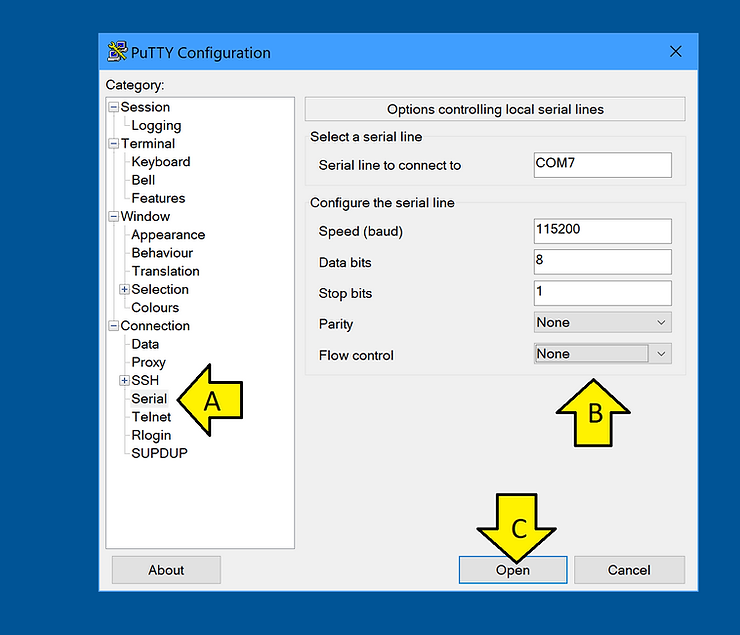 PuTTY Configuration
Category:
Session
Logging
Terminal
Keyboard
Bell
Features
Window
Appearance
Behaviour
Translation
Selection
Colours
Connection
Data
Proxy
SSH
Serial
Telnet
Rlogin
SUPDUP
A
Options controlling local serial lines
Select a serial line
Serial line to connect to COM7
Configure the serial line
Speed (baud) 115200
Data bits 8
Stop bits 1
Parity None
Flow control None
B
C
About Open Cancel